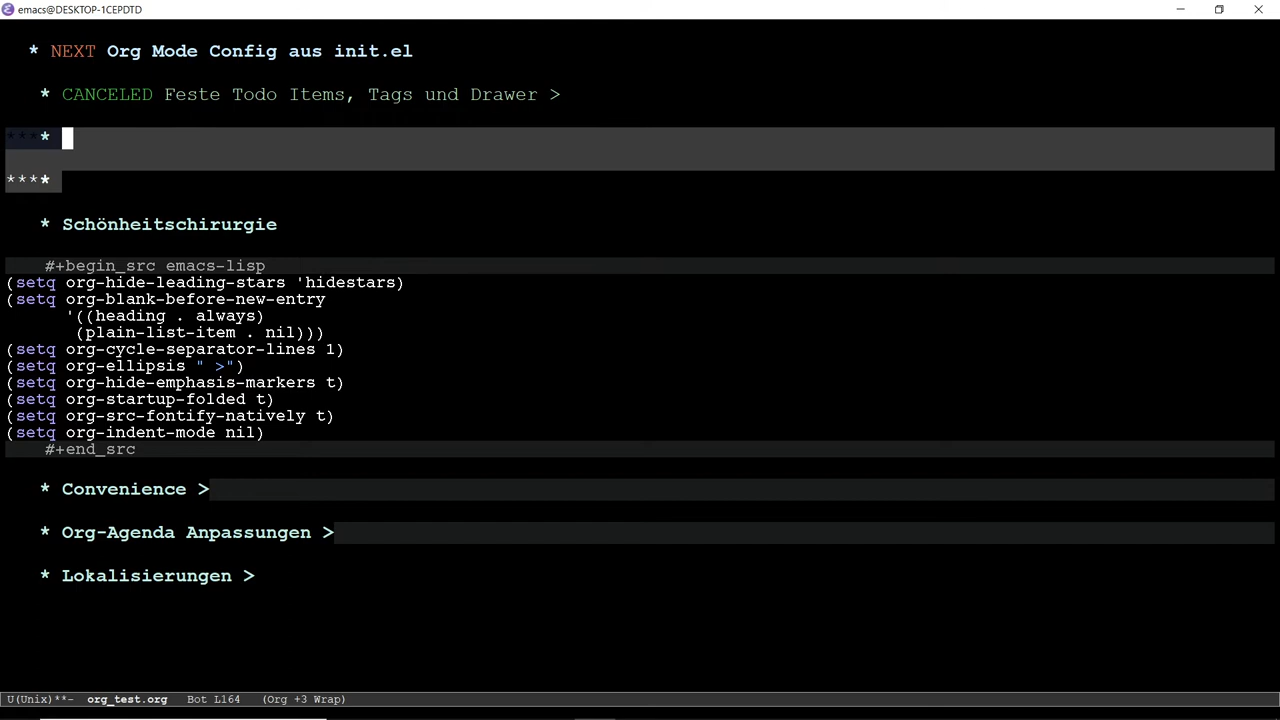 emacs@DESKTOP-1CEPDTD
* NEXT Org Mode Config aus init.el
* CANCELED Feste Todo Items, Tags und Drawer >
****
****
* Schönheitschirurgie
#+begin_src emacs-lisp
(setq org-hide-leading-stars 'hidestars)
(setq org-blank-before-new-entry
'((heading . always)
(plain-list-item . nil)))
(setq org-cycle-separator-lines 1)
(setq org-ellipsis " >")
(setq org-hide-emphasis-markers t)
(setq org-startup-folded t)
(setq org-src-fontify-natively t)
(setq org-indent-mode nil)
#+end_src
* Convenience >
* Org-Agenda Anpassungen >
* Lokalisierungen >
U(Unix)**- org_test.org Bot L164 (Org +3 Wrap)